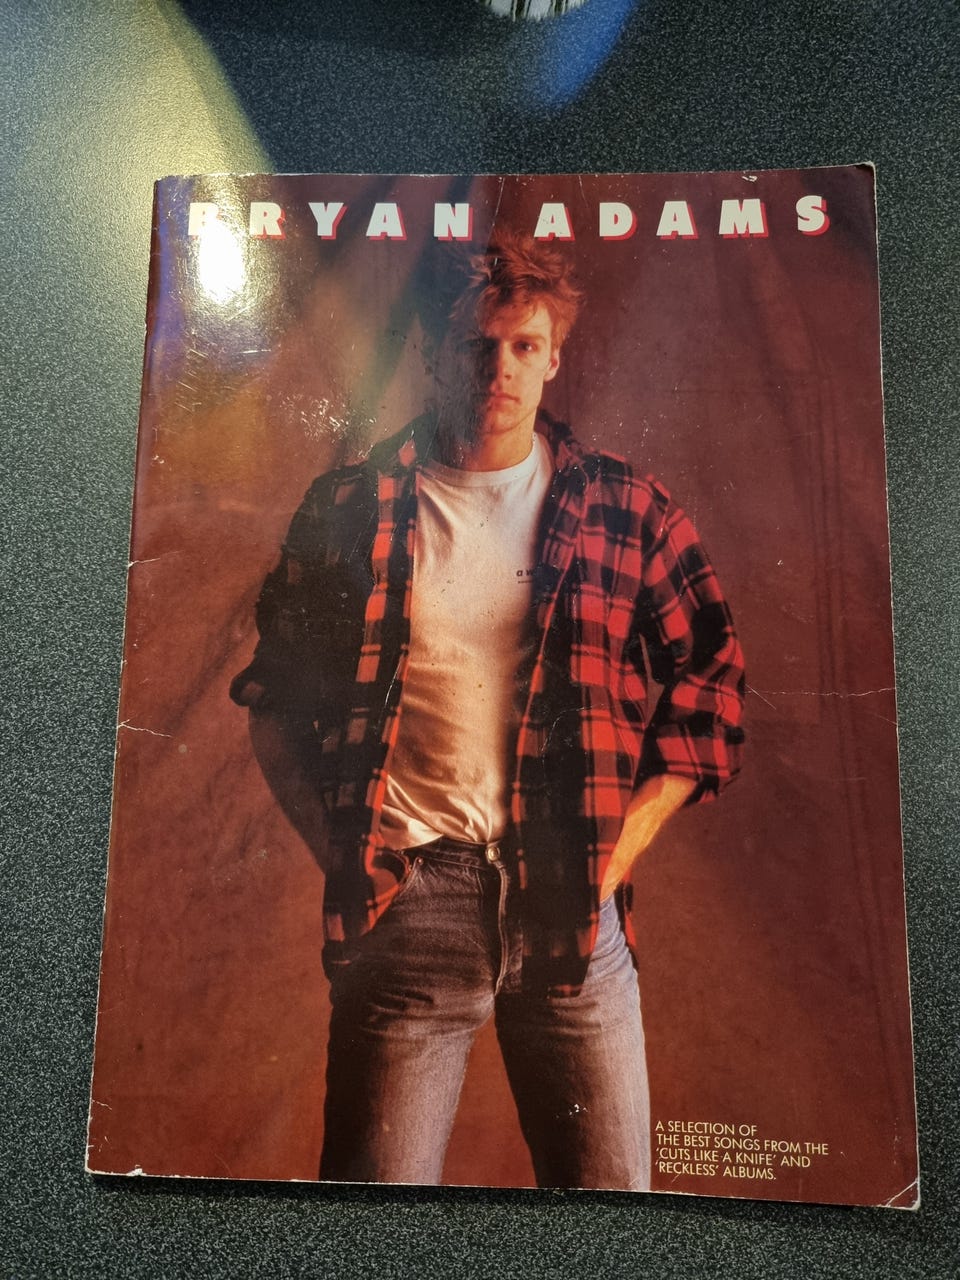 BRYAN ADAMS
A SELECTION OF
THE BEST SONGS FROM THE
'CUTS LIKE A KNIFE' AND
'RECKLESS' ALBUMS.